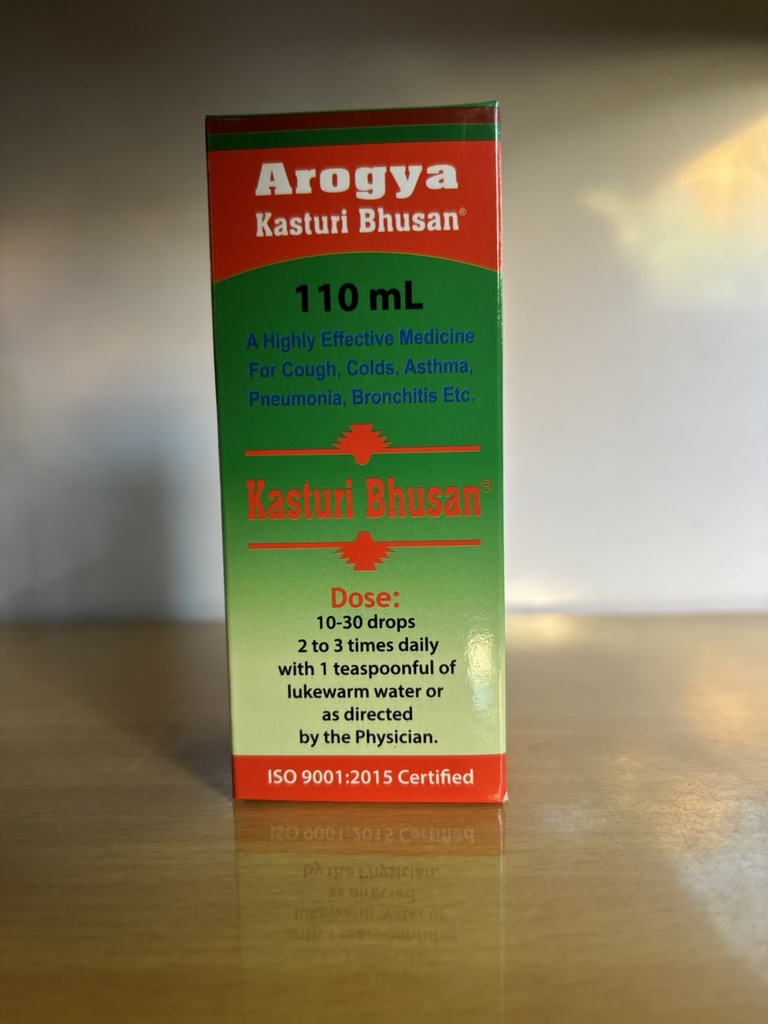 Arogya
Kasturi Bhusan®
110 mL
A Highly Effective Medicine
For Cough, Colds, Asthma,
Pneumonia, Bronchitis Etc.
Kasturi Bhusan®
Dose:
10-30 drops
2 to 3 times daily
with 1 teaspoonful of
lukewarm water or
as directed
by the Physician.
ISO 9001:2015 Certified